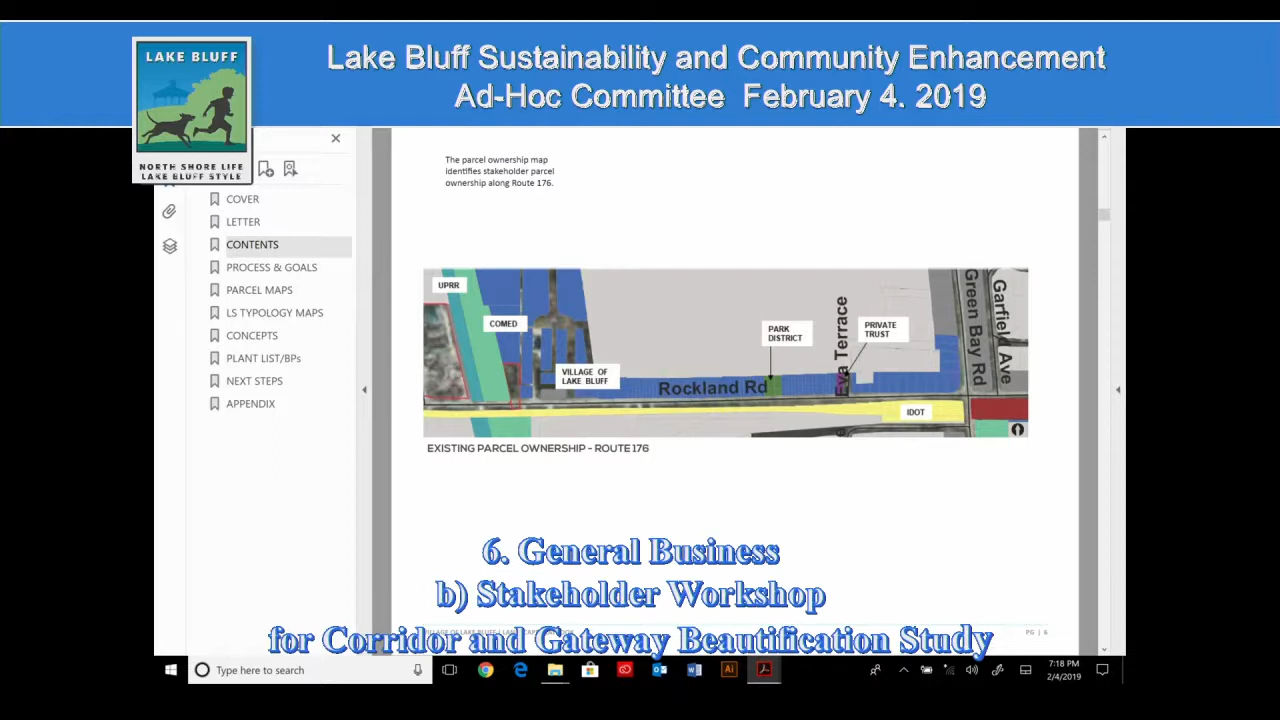 Lake Bluff Sustainability and Community Enhancement
Ad-Hoc Committee February 4. 2019
LAKE BLUFF
NORTH SHORE LIFE
LAKE BLUFF STYLE
COVER
LETTER
CONTENTS
PROCESS & GOALS
PARCEL MAPS
LS TYPOLOGY MAPS
CONCEPTS
PLANT LIST/BPs
NEXT STEPS
APPENDIX
The parcel ownership map
identifies stakeholder parcel
ownership along Route 176.
UPRR
COMED
VILLAGE OF
LAKE BLUFF
Rockland Rd
PARK
DISTRICT
Eva Terrace
PRIVATE
TRUST
Green Bay Rd
Garfield Ave
IDOT
EXISTING PARCEL OWNERSHIP - ROUTE 176
6. General Business
b) Stakeholder Workshop
for Corridor and Gateway Beautification Study
PG | 6
Type here to search
7:18 PM
2/4/2019